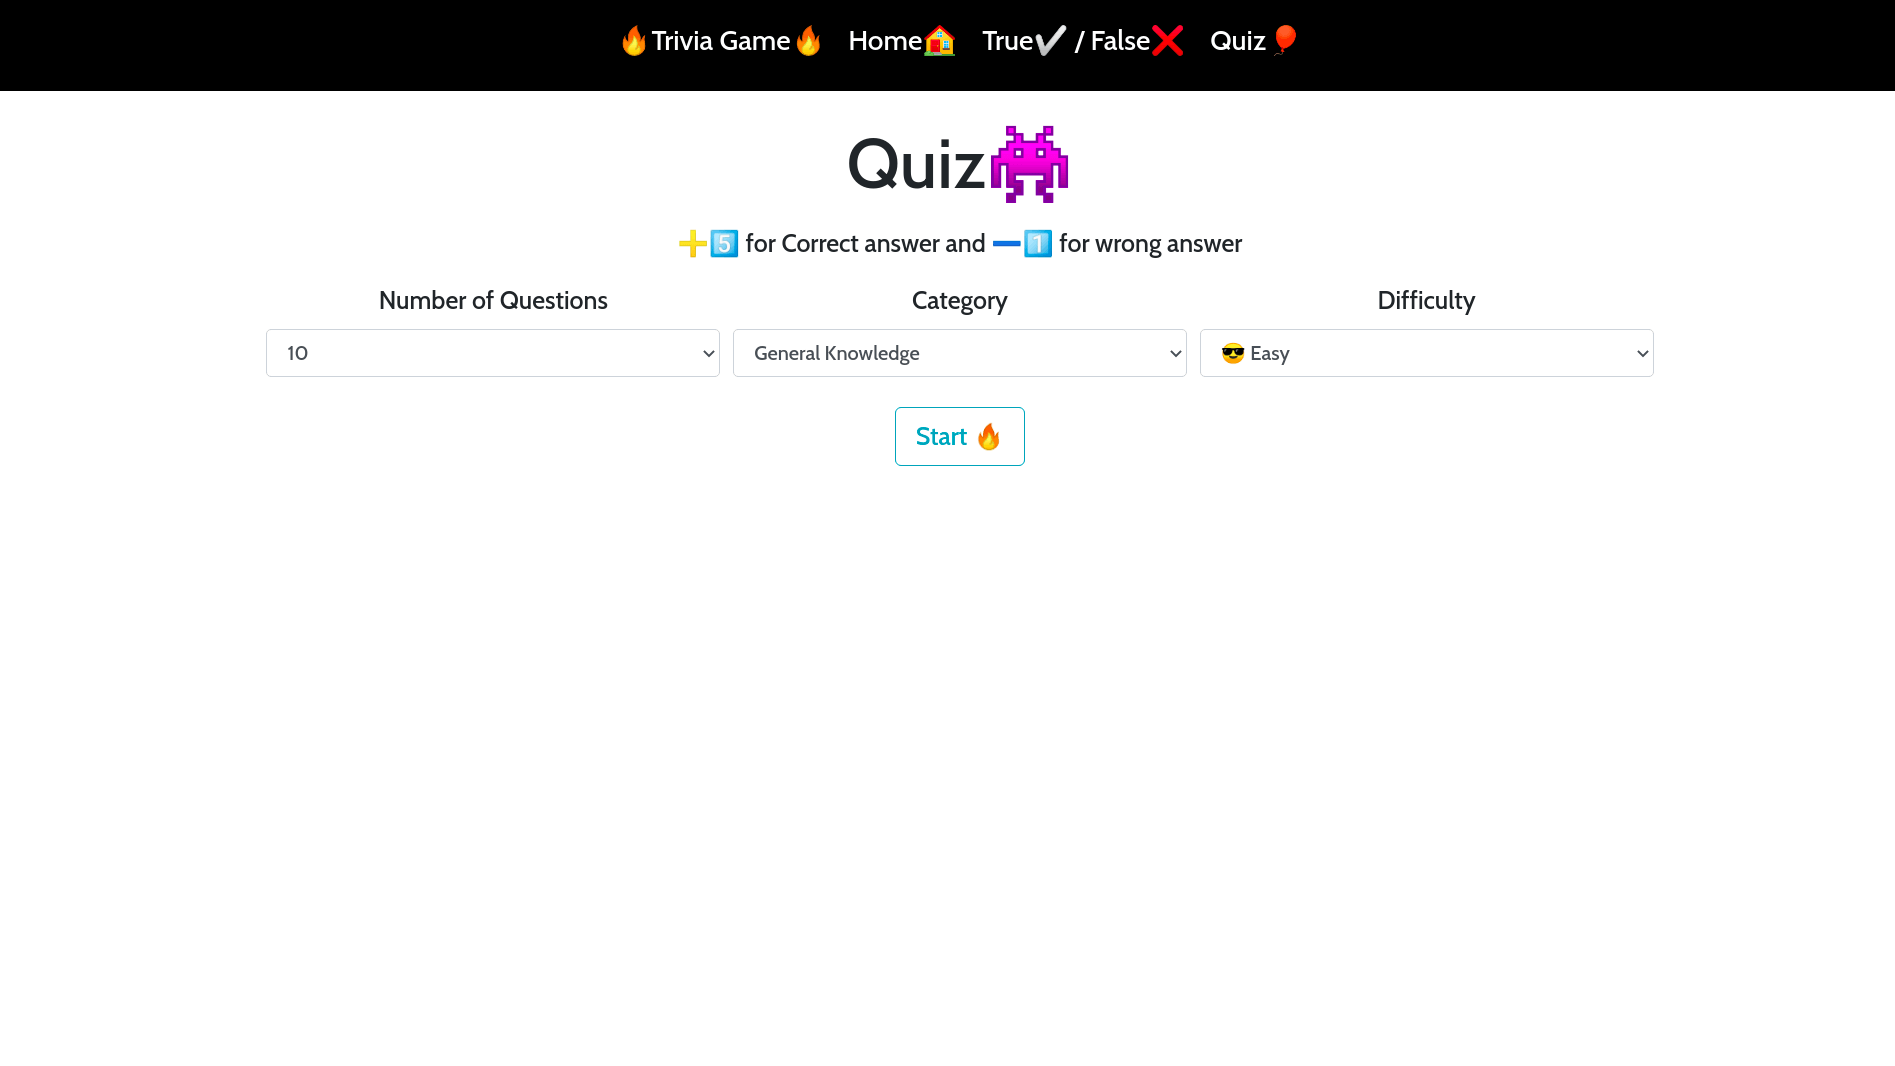 🔥Trivia Game🔥 Home🏠 True✔️ / False❌ Quiz🎈
Quiz👾
➕5️⃣ for Correct answer and ➖1️⃣ for wrong answer
Number of Questions
Category
Difficulty
10
General Knowledge
😎 Easy
Start 🔥